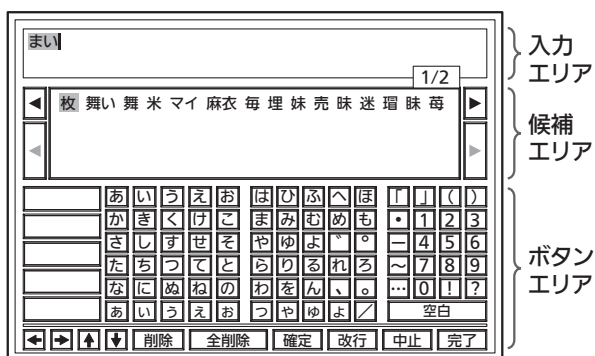 まい
入力
エリア
1/2
◀ 枚 舞い 舞 米 マイ 麻衣 毎 埋 妹 売 昧 迷 瑁 眛 苺 ▶
◀ ▶
候補
エリア
あ い う え お は ひ ふ へ ほ 「 」 ( )
か き く け こ ま み む め も ・ 1 2 3
さ し す せ そ や ゆ よ ゛ ゜ ー 4 5 6
た ち つ て と ら り る れ ろ ~ 7 8 9
な に ぬ ね の わ を ん 、 。 … 0 ! ?
ぁ ぃ ぅ ぇ ぉ っ ゃ ゅ ょ / 空白
ボタン
エリア
← → ↑ ↓ 削除 全削除 確定 改行 中止 完了